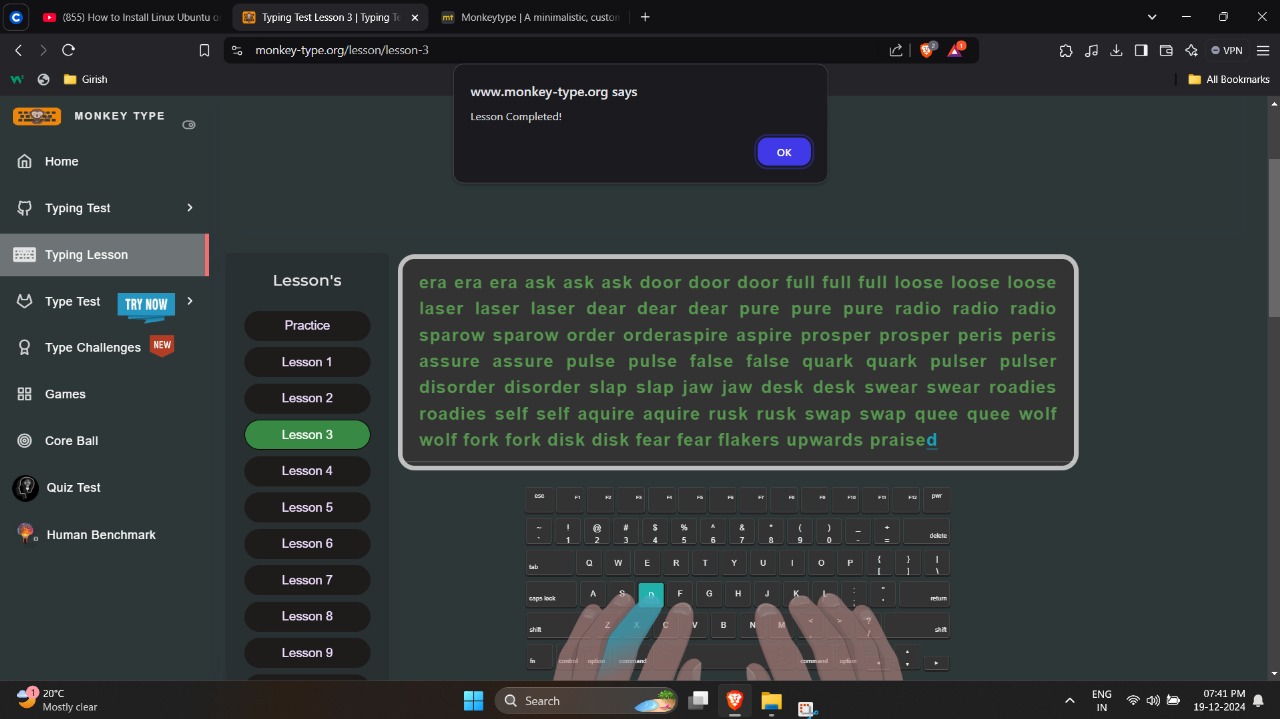 (855) How to Install Linux Ubuntu o
Typing Test Lesson 3 | Typing Te
mt Monkeytype | A minimalistic, custom
monkey-type.org/lesson/lesson-3
2
1
VPN
Girish
All Bookmarks
www.monkey-type.org says
Lesson Completed!
OK
MONKEY TYPE
Home
Typing Test
Typing Lesson
Type Test TRY NOW
Type Challenges NEW
Games
Core Ball
Quiz Test
Human Benchmark
Lesson's
Practice
Lesson 1
Lesson 2
Lesson 3
Lesson 4
Lesson 5
Lesson 6
Lesson 7
Lesson 8
Lesson 9
era era era ask ask ask door door door full full full loose loose loose
laser laser laser dear dear dear pure pure pure radio radio radio
sparow sparow order orderaspire aspire prosper prosper peris peris
assure assure pulse pulse false false quark quark pulser pulser
disorder disorder slap slap jaw jaw desk desk swear swear roadies
roadies self self aquire aquire rusk rusk swap swap quee quee wolf
wolf fork fork disk disk fear fear flakers upwards praised
esc F1 F2 F3 F4 F5 F6 F7 F8 F9 F10 F11 F12 pwr
~ ! @ # $ % ^ & * ( ) _ +
` 1 2 3 4 5 6 7 8 9 0 - = delete
tab Q W E R T Y U I O P { [ } ] | \
caps lock A S D F G H J K L : ; " ' return
shift Z X C V B N M < > ? / shift
fn control option command command option
20°C
Mostly clear
1
Search
ENG
IN
07:41 PM
19-12-2024